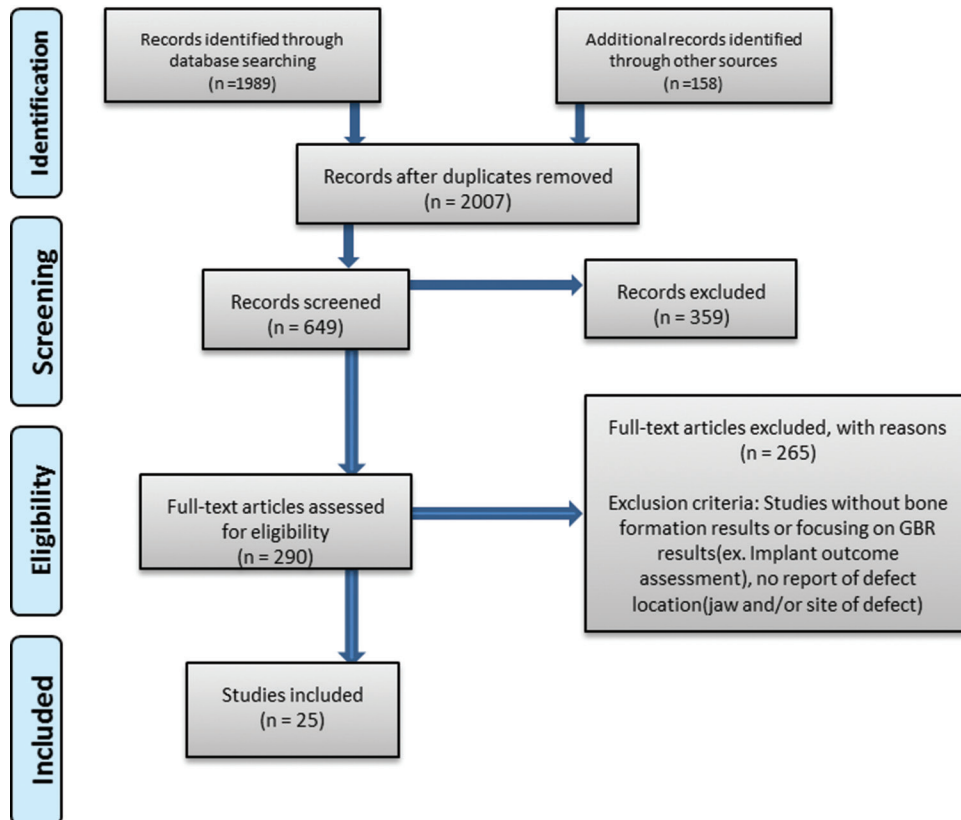 Identification
Records identified through
database searching
(n =1989)
Additional records identified
through other sources
(n =158)
Records after duplicates removed
(n = 2007)
Screening
Records screened
(n = 649)
Records excluded
(n = 359)
Eligibility
Full-text articles assessed
for eligibility
(n = 290)
Full-text articles excluded, with reasons
(n = 265)
Exclusion criteria: Studies without bone
formation results or focusing on GBR
results(ex. Implant outcome
assessment), no report of defect
location(jaw and/or site of defect)
Included
Studies included
(n = 25)